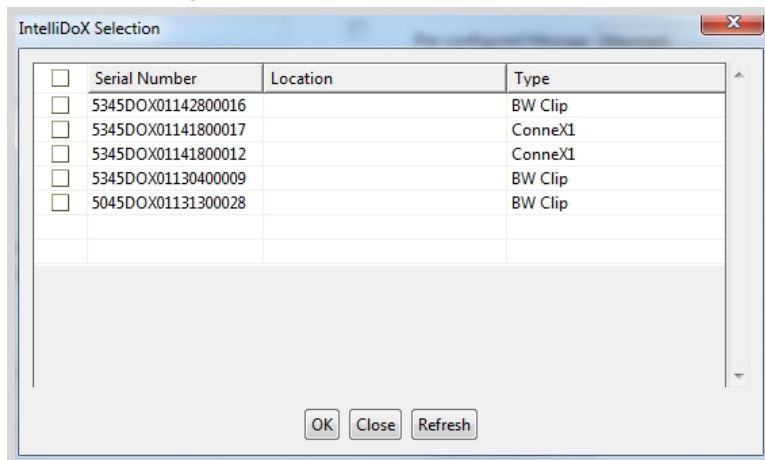 IntelliDoX Selection
Serial Number Location Type
5345DOX01142800016 BW Clip
5345DOX01141800017 ConneX1
5345DOX01141800012 ConneX1
5345DOX01130400009 BW Clip
5045DOX01131300028 BW Clip
OK Close Refresh